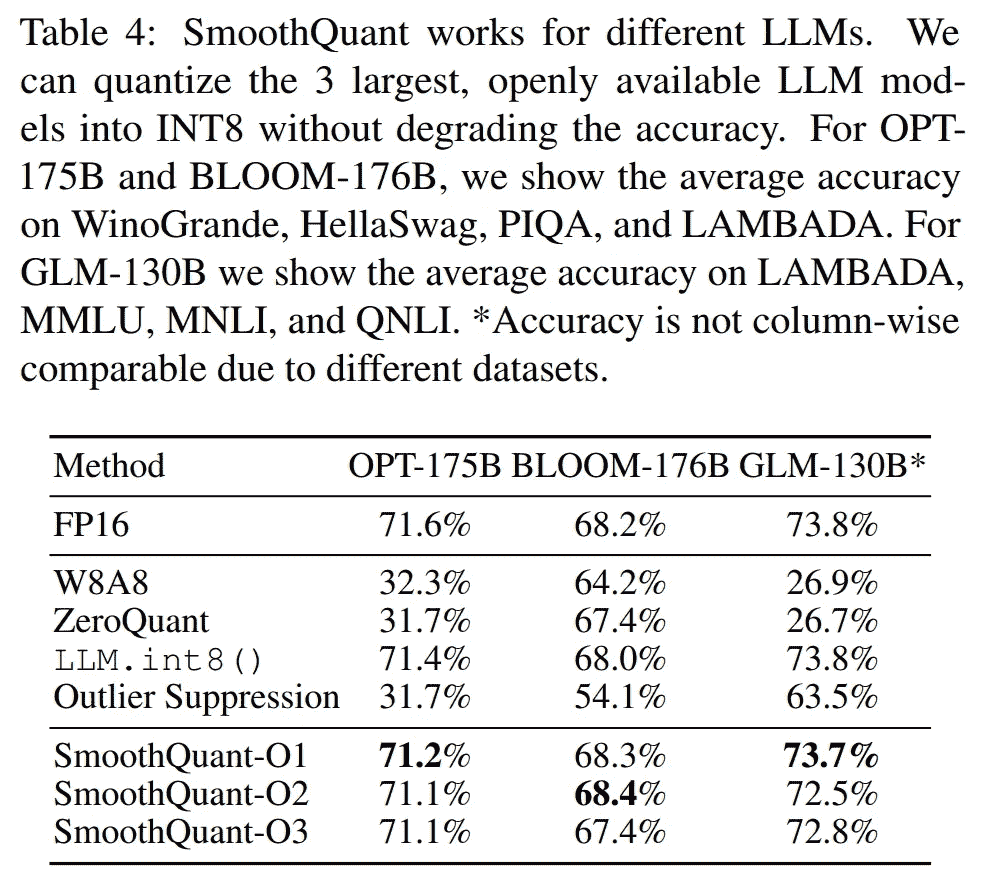 Table 4: SmoothQuant works for different LLMs. We
can quantize the 3 largest, openly available LLM mod-
els into INT8 without degrading the accuracy. For OPT-
175B and BLOOM-176B, we show the average accuracy
on WinoGrande, HellaSwag, PIQA, and LAMBADA. For
GLM-130B we show the average accuracy on LAMBADA,
MMLU, MNLI, and QNLI. *Accuracy is not column-wise
comparable due to different datasets.
Method OPT-175B BLOOM-176B GLM-130B*
FP16 71.6% 68.2% 73.8%
W8A8 32.3% 64.2% 26.9%
ZeroQuant 31.7% 67.4% 26.7%
LLM.int8() 71.4% 68.0% 73.8%
Outlier Suppression 31.7% 54.1% 63.5%
SmoothQuant-O1 71.2% 68.3% 73.7%
SmoothQuant-O2 71.1% 68.4% 72.5%
SmoothQuant-O3 71.1% 67.4% 72.8%